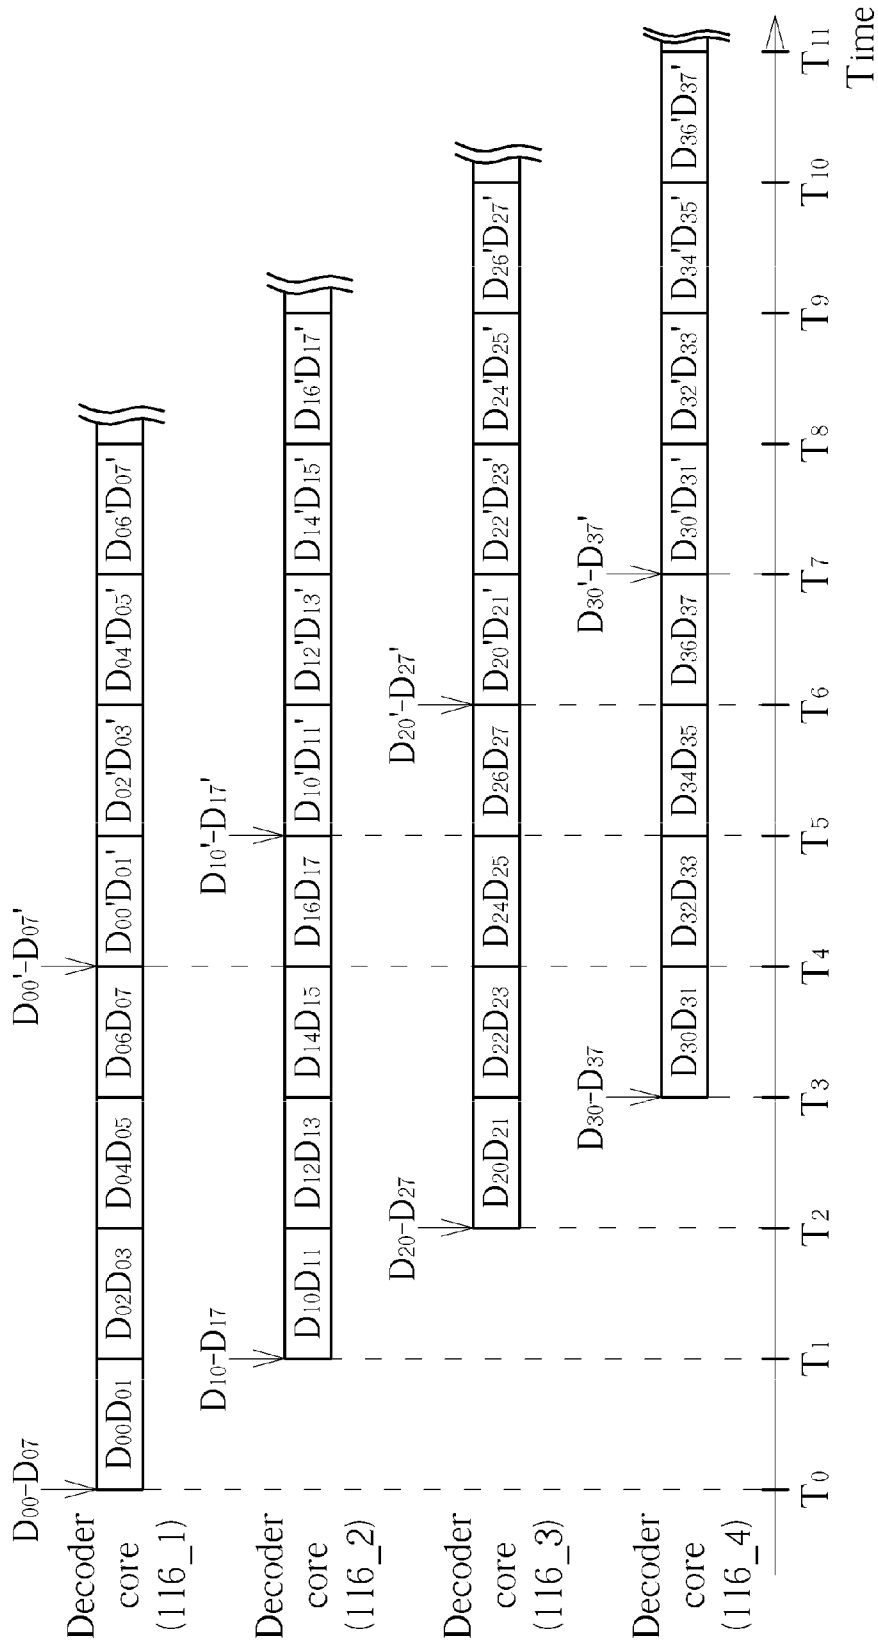 D00-D07
D00'-D07'
Decoder
core
(116_1)
D00D01
D02D03
D04D05
D06D07
D00'D01'
D02'D03'
D04'D05'
D06'D07'
D10-D17
D10'-D17'
Decoder
core
(116_2)
D10D11
D12D13
D14D15
D16D17
D10'D11'
D12'D13'
D14'D15'
D16'D17'
D20-D27
D20'-D27'
Decoder
core
(116_3)
D20D21
D22D23
D24D25
D26D27
D20'D21'
D22'D23'
D24'D25'
D26'D27'
D30-D37
D30'-D37'
Decoder
core
(116_4)
D30D31
D32D33
D34D35
D36D37
D30'D31'
D32'D33'
D34'D35'
D36'D37'
T0
T1
T2
T3
T4
T5
T6
T7
T8
T9
T10
T11
Time